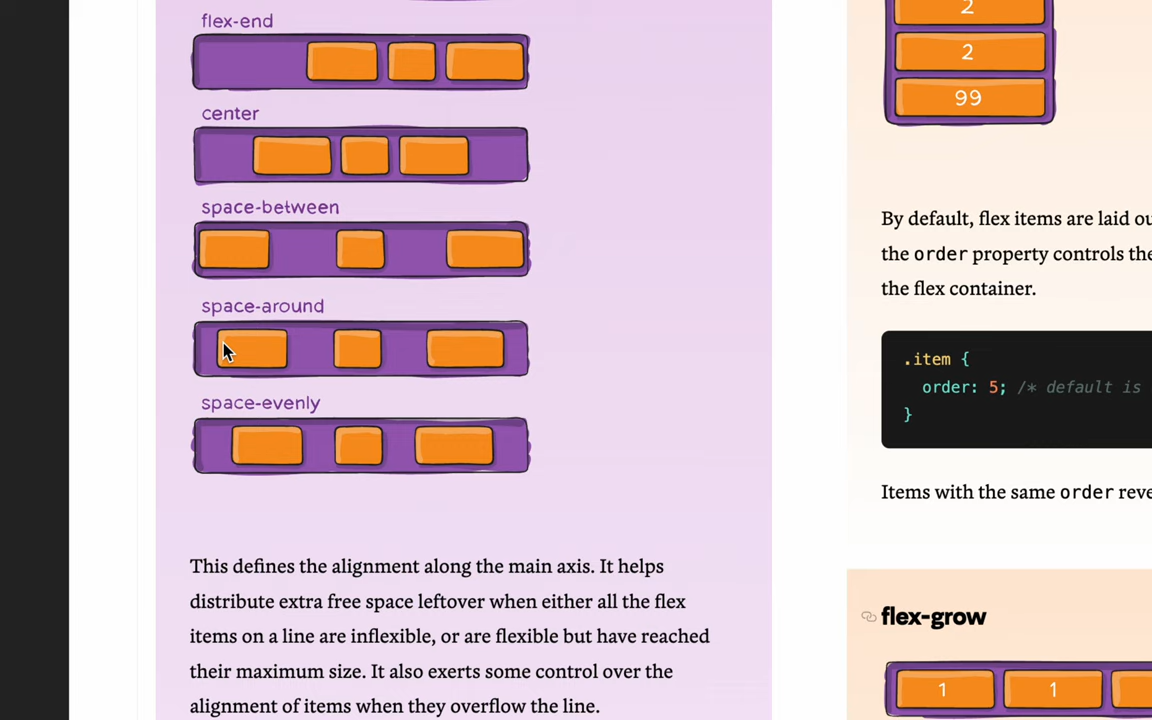 flex-end
center
space-between
space-around
space-evenly
This defines the alignment along the main axis. It helps
distribute extra free space leftover when either all the flex
items on a line are inflexible, or are flexible but have reached
their maximum size. It also exerts some control over the
alignment of items when they overflow the line.
2
2
99
By default, flex items are laid ou
the order property controls the
the flex container.
.item {
order: 5; /* default is
}
Items with the same order reve
flex-grow
1
1